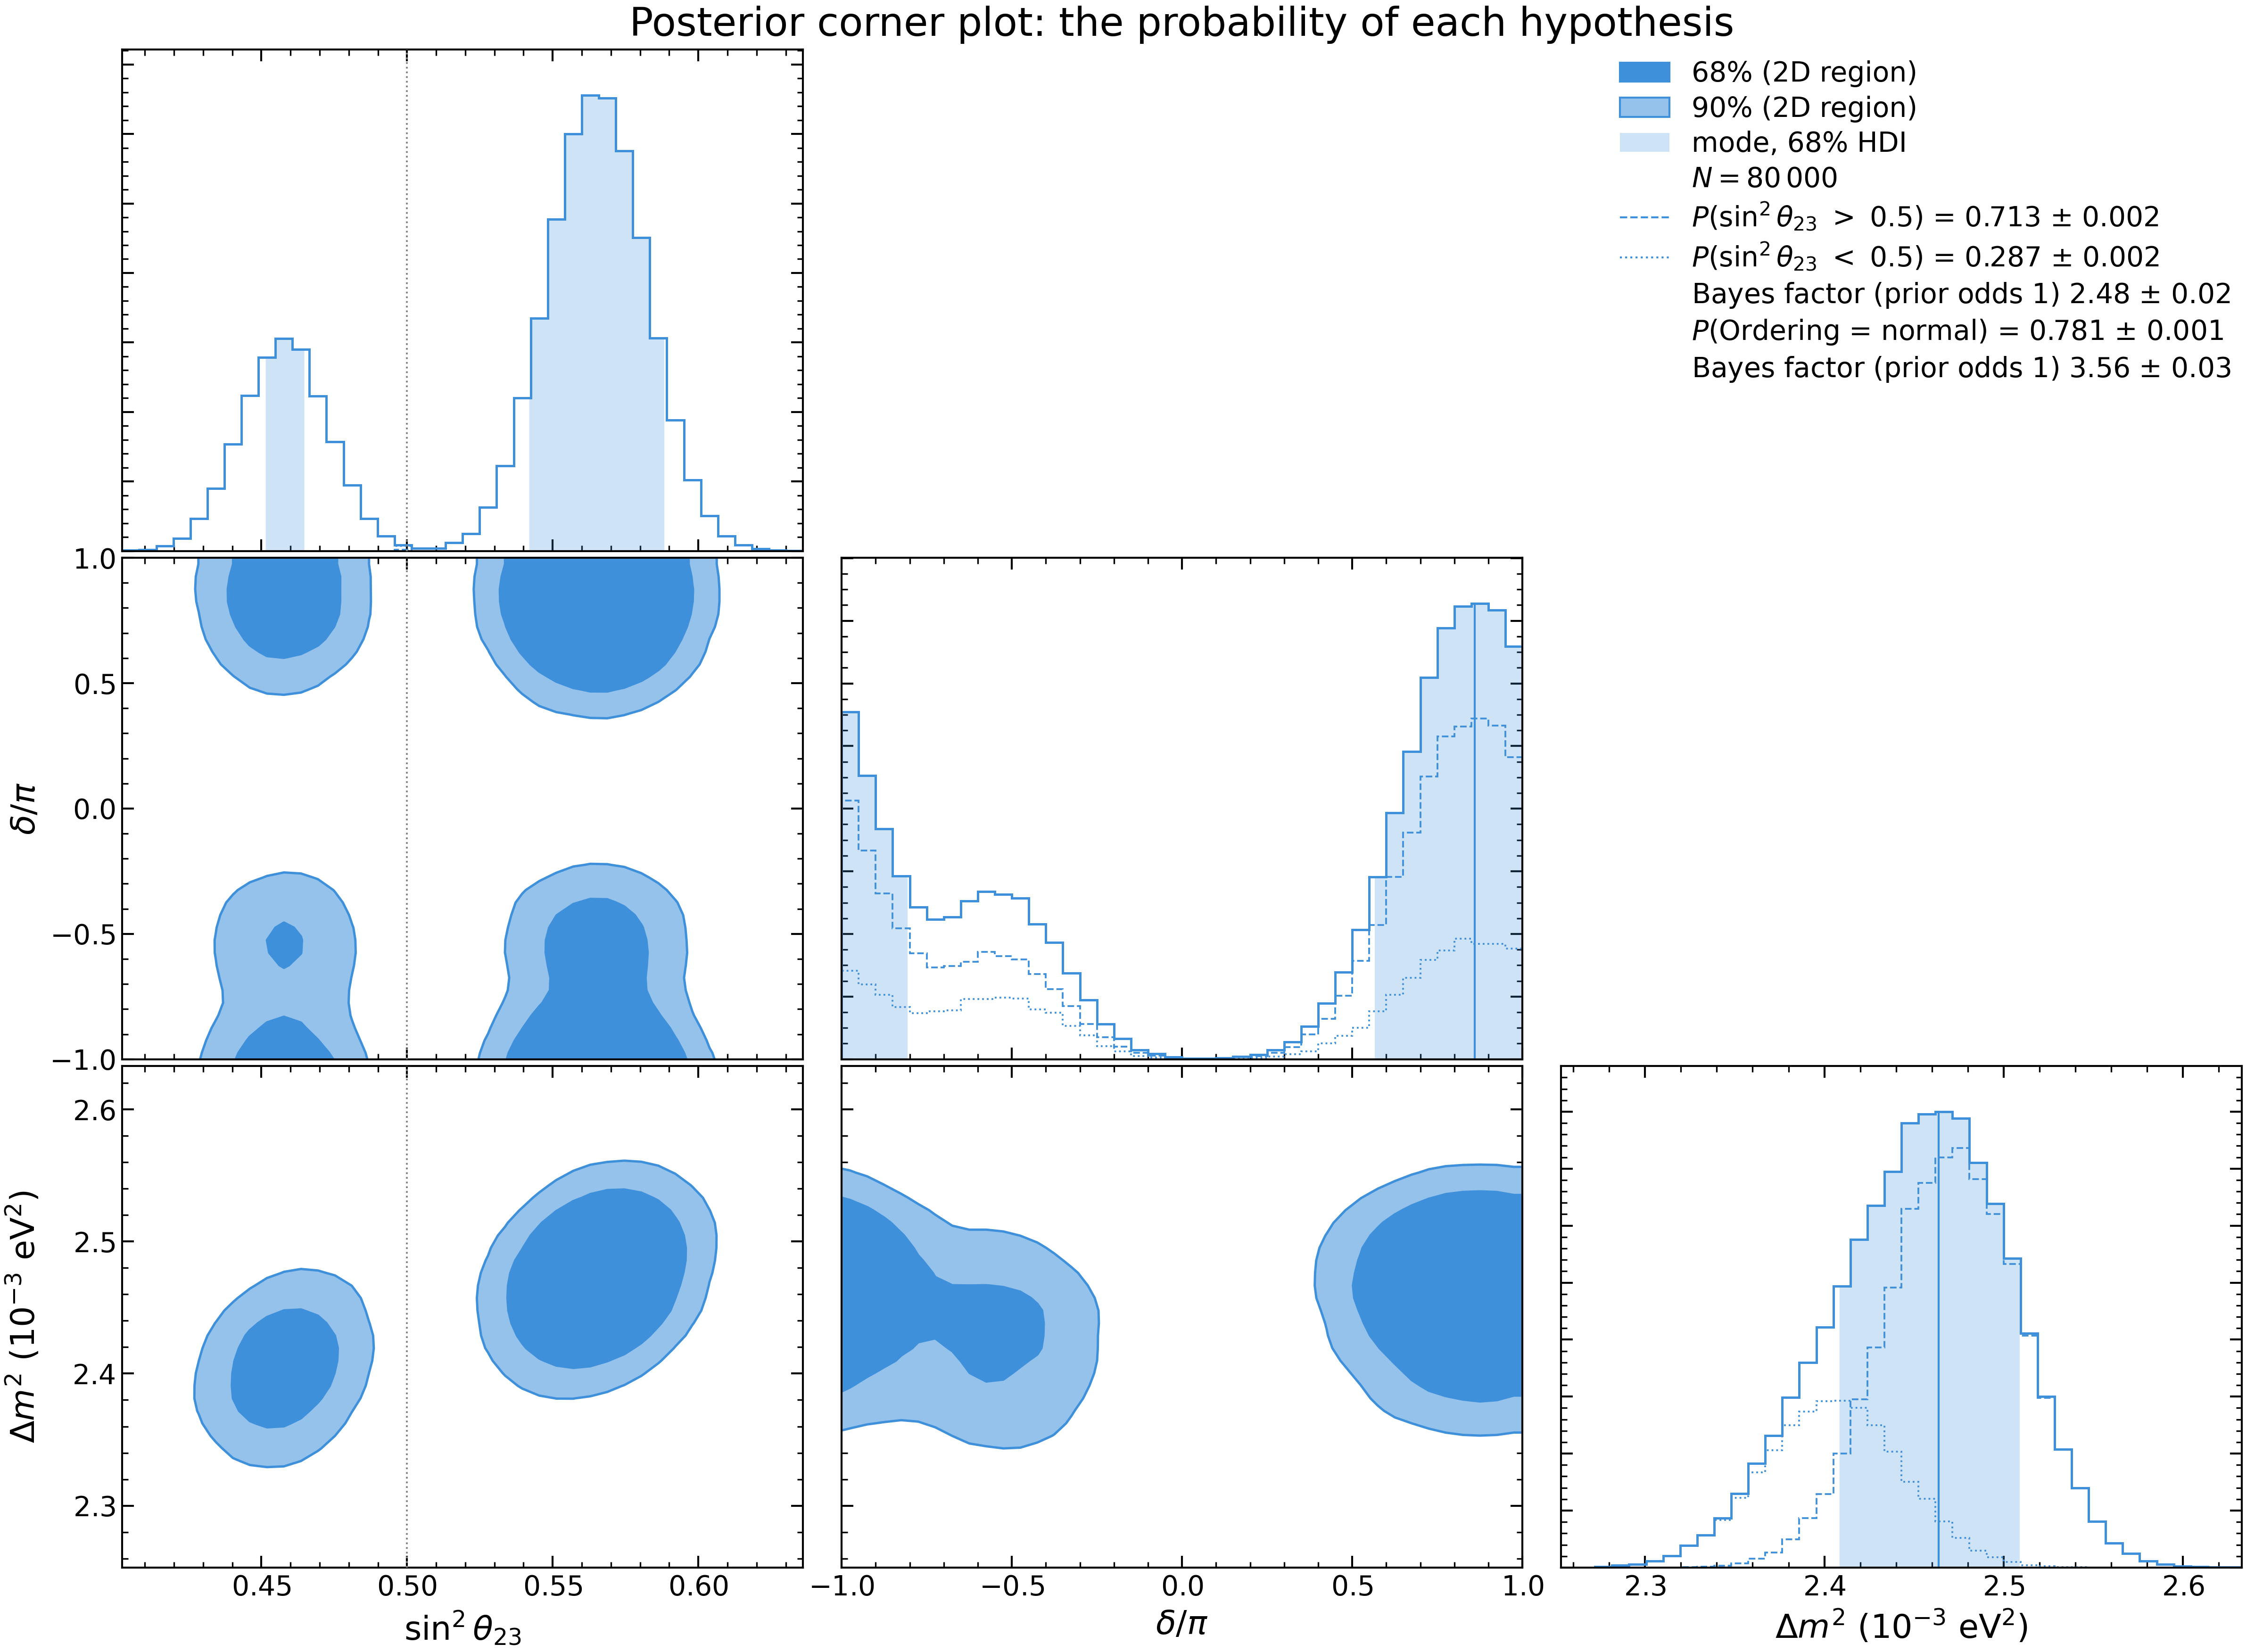 Posterior corner plot: the probability of each hypothesis
68% (2D region)
90% (2D region)
mode, 68% HDI
N = 80 000
P(sin² θ₂₃ > 0.5) = 0.713 ± 0.002
P(sin² θ₂₃ < 0.5) = 0.287 ± 0.002
Bayes factor (prior odds 1) 2.48 ± 0.02
P(Ordering = normal) = 0.781 ± 0.001
Bayes factor (prior odds 1) 3.56 ± 0.03
1.0
0.5
0.0
−0.5
−1.0
δ/π
2.6
2.5
2.4
2.3
Δm² (10⁻³ eV²)
0.45 0.50 0.55 0.60
sin² θ₂₃
−1.0 −0.5 0.0 0.5 1.0
δ/π
2.3 2.4 2.5 2.6
Δm² (10⁻³ eV²)